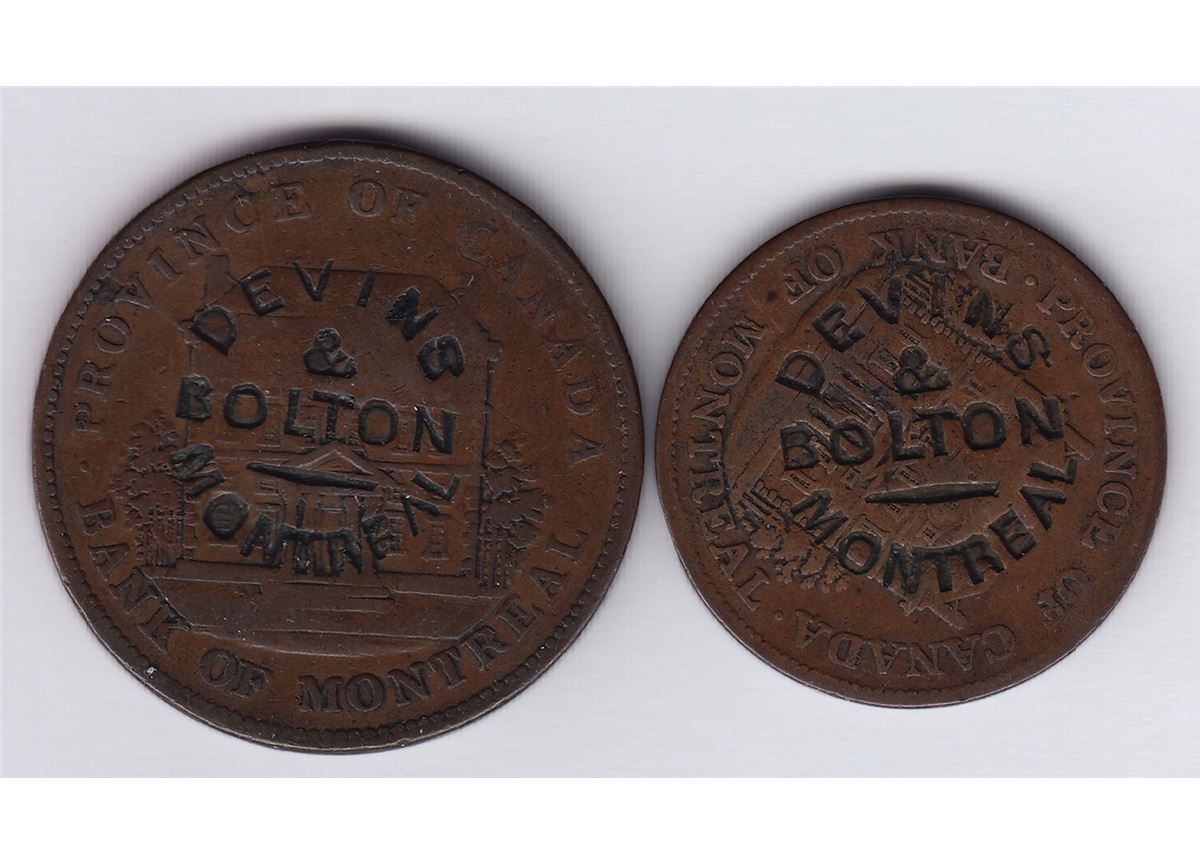 PROVINCE OF CANADA
BANK OF MONTREAL
DEVINS
&
BOLTON
MONTREAL
PROVINCE OF CANADA
BANK OF MONTREAL
DEVINS
&
BOLTON
MONTREAL